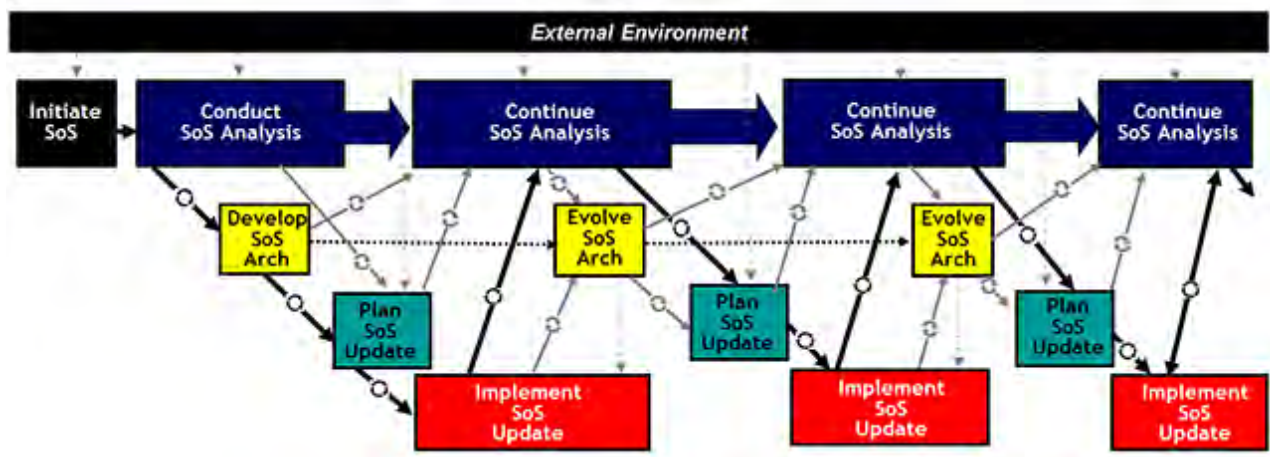 External Environment
Initiate
SoS
Conduct
SoS Analysis
Continue
SoS Analysis
Continue
SoS Analysis
Continue
SoS Analysis
Develop
SoS
Arch
Evolve
SoS
Arch
Evolve
SoS
Arch
Plan
SoS
Update
Plan
SoS
Update
Plan
SoS
Update
Implement
SoS
Update
Implement
SoS
Update
Implement
SoS
Update